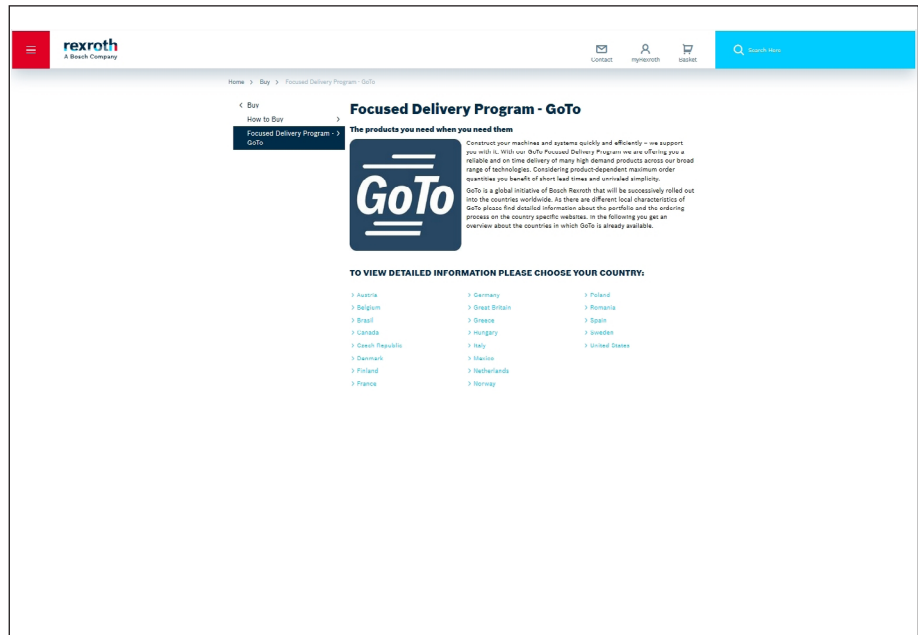 rexroth
A Bosch Company
Contact
myRexroth
Basket
Search Here
Home > Buy > Focused Delivery Program - GoTo
< Buy
How to Buy >
Focused Delivery Program - >
GoTo
Focused Delivery Program - GoTo
The products you need when you need them
GoTo
Construct your machines and systems quickly and efficiently – we support
you with it. With our GoTo Focused Delivery Program we are offering you a
reliable and on time delivery of many high demand products across our broad
range of technologies. Considering product-dependent maximum order
quantities you benefit of short lead times and unrivaled simplicity.
GoTo is a global initiative of Bosch Rexroth that will be successively rolled out
into the countries worldwide. As there are different local characteristics of
GoTo please find detailed information about the portfolio and the ordering
process on the country specific websites. In the following you get an
overview about the countries in which GoTo is already available.
TO VIEW DETAILED INFORMATION PLEASE CHOOSE YOUR COUNTRY:
> Austria
> Belgium
> Brasil
> Canada
> Czech Republic
> Denmark
> Finland
> France
> Germany
> Great Britain
> Greece
> Hungary
> Italy
> Mexico
> Netherlands
> Norway
> Poland
> Romania
> Spain
> Sweden
> United States